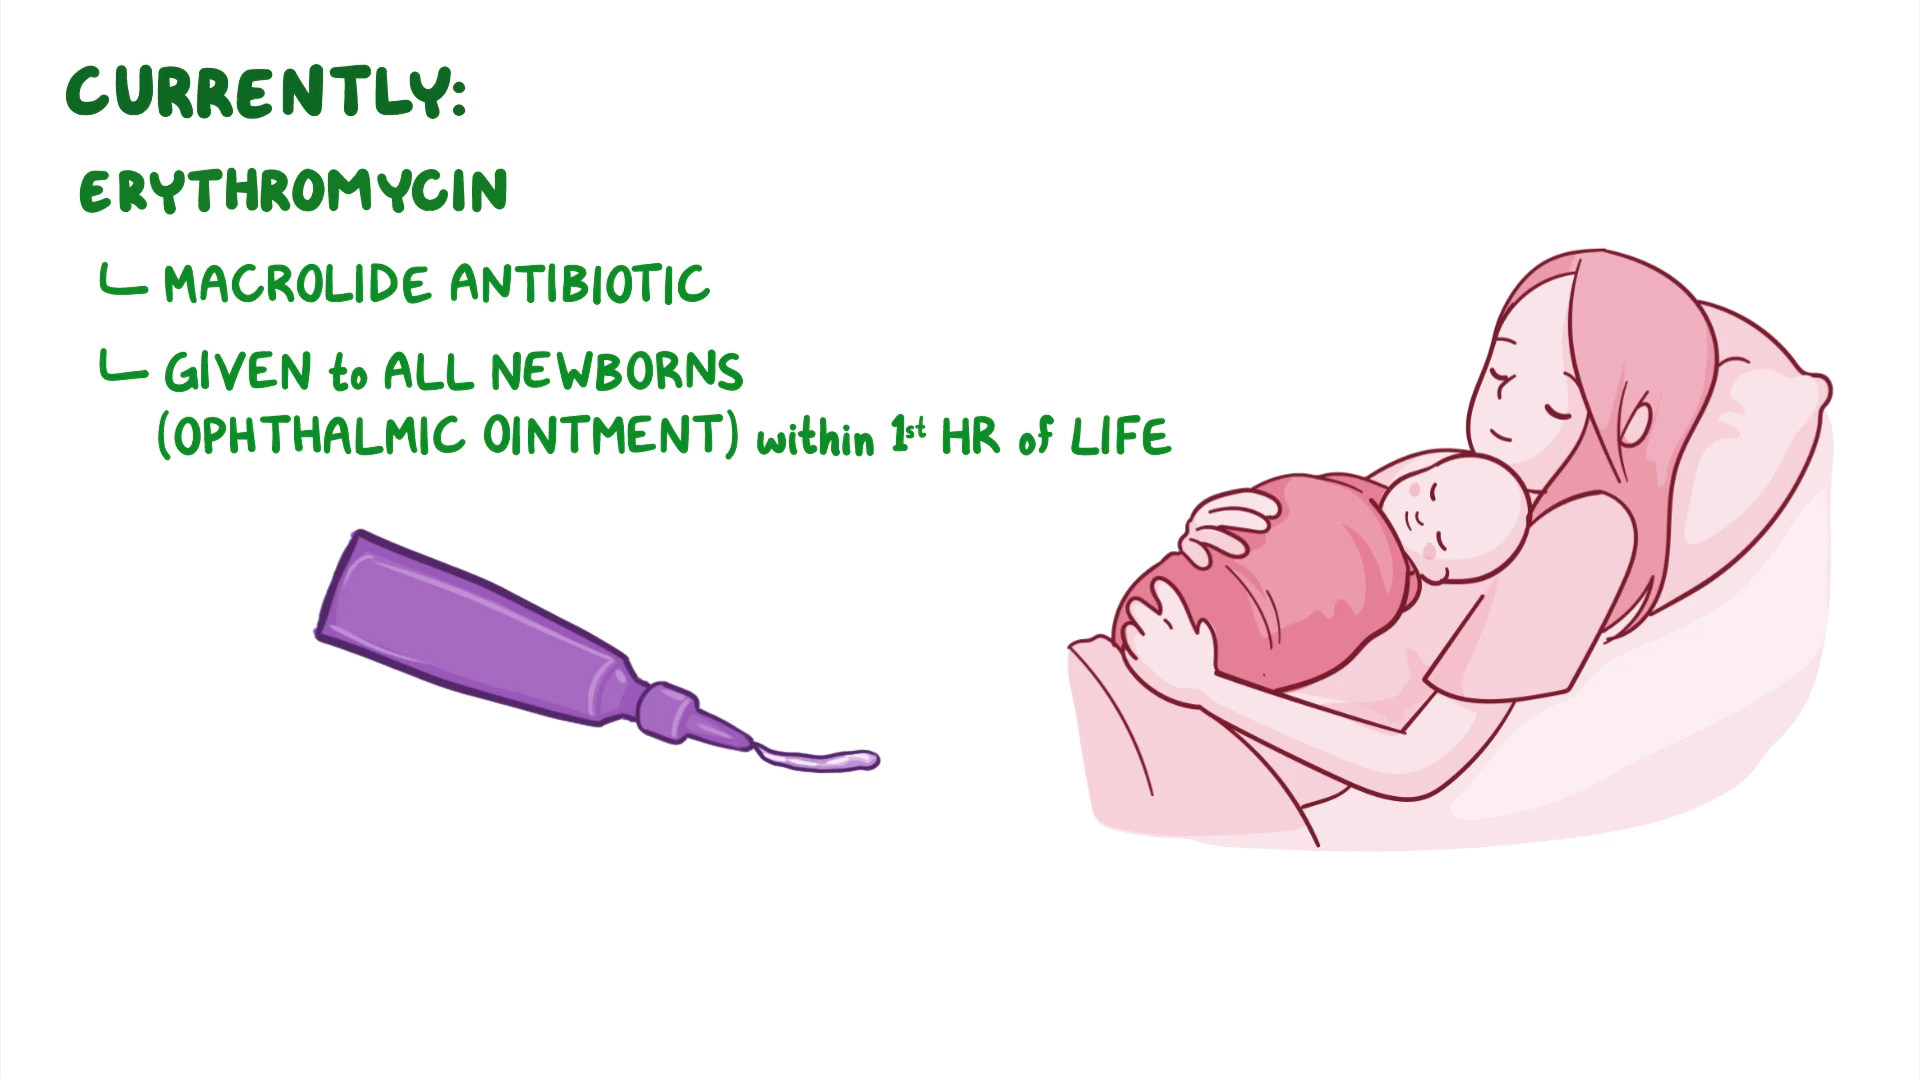 CURRENTLY:
ERYTHROMYCIN
MACROLIDE ANTIBIOTIC
GIVEN to ALL NEWBORNS
(OPHTHALMIC OINTMENT) within 1st HR of LIFE